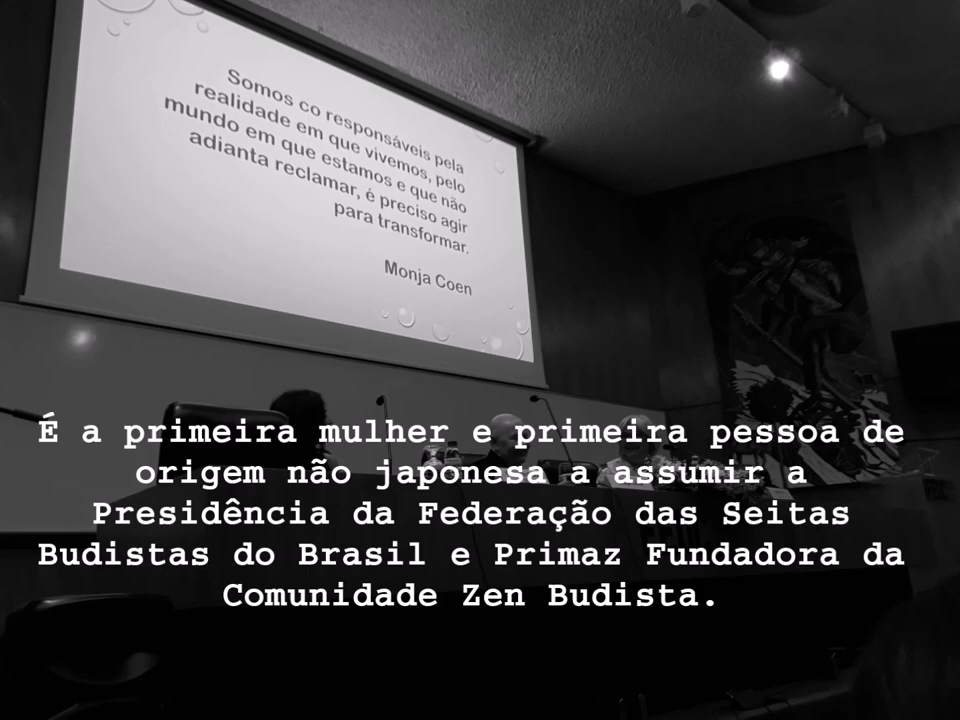 Somos co responsáveis pela
realidade em que vivemos, pelo
mundo em que estamos e que não
adianta reclamar, é preciso agir
para transformar.
Monja Coen
É a primeira mulher e primeira pessoa de
origem não japonesa a assumir a
Presidência da Federação das Seitas
Budistas do Brasil e Primaz Fundadora da
Comunidade Zen Budista.